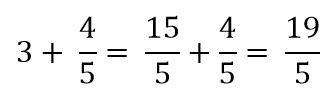 3 + 4/5 = 15/5 + 4/5 = 19/5